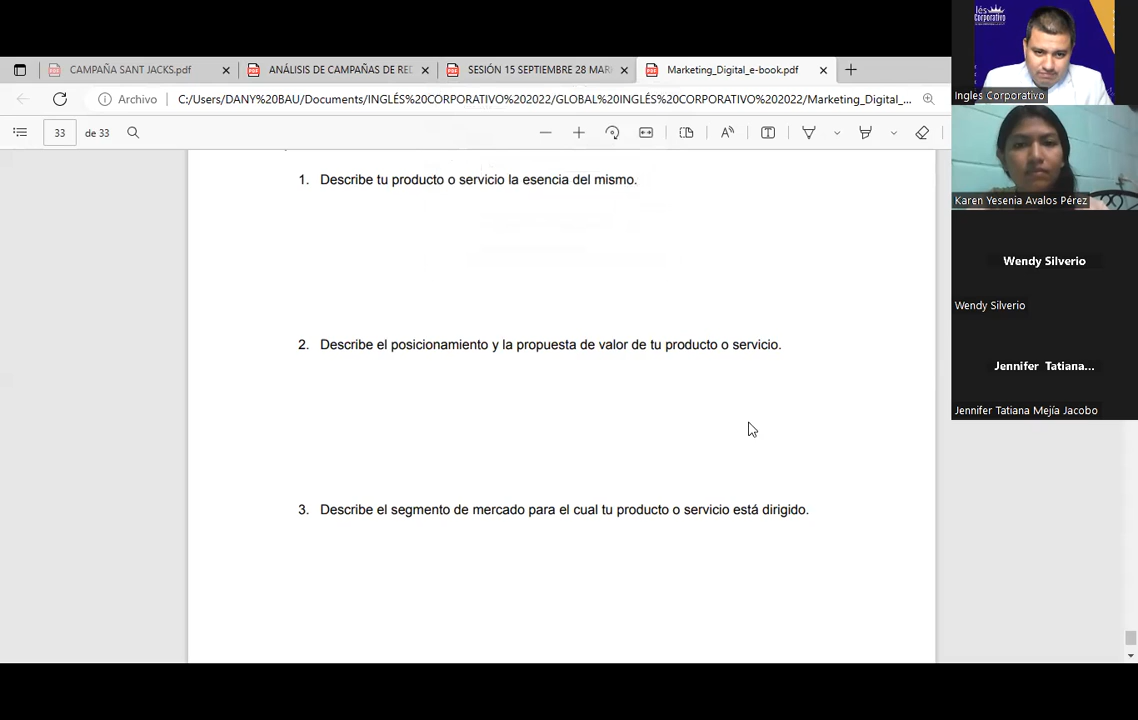 CAMPAÑA SANT JACKS.pdf
ANÁLISIS DE CAMPAÑAS DE REC
SESIÓN 15 SEPTIEMBRE 28 MAR
Marketing_Digital_e-book.pdf
Archivo
C:/Users/DANY%20BAU/Documents/INGLÉS%20CORPORATIVO%202022/GLOBAL%20INGLÉS%20CORPORATIVO%202022/Marketing_Digital_...
33
de 33
1. Describe tu producto o servicio la esencia del mismo.
2. Describe el posicionamiento y la propuesta de valor de tu producto o servicio.
3. Describe el segmento de mercado para el cual tu producto o servicio está dirigido.
lés
Corporativo
Ingles Corporativo
Karen Yesenia Avalos Pérez
Wendy Silverio
Wendy Silverio
Jennifer Tatiana...
Jennifer Tatiana Mejía Jacobo